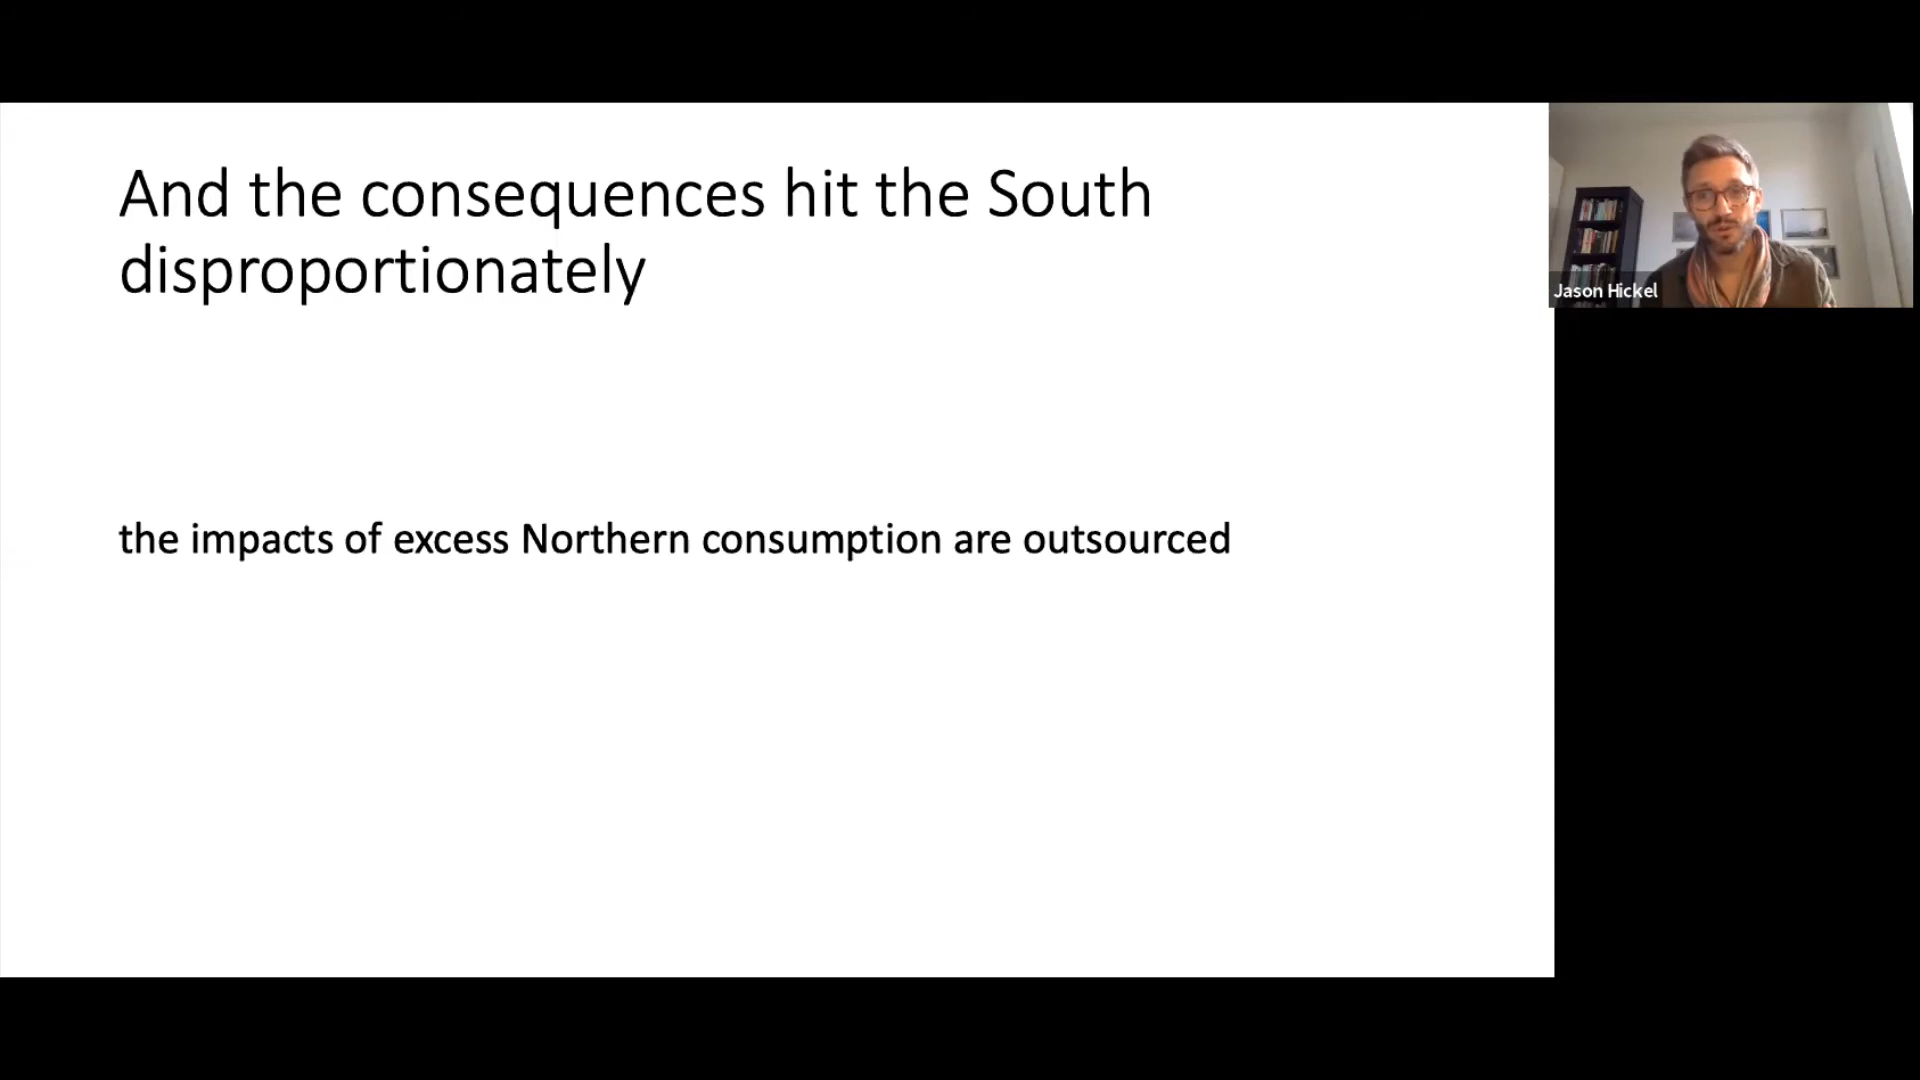 And the consequences hit the South
disproportionately
the impacts of excess Northern consumption are outsourced
Jason Hickel